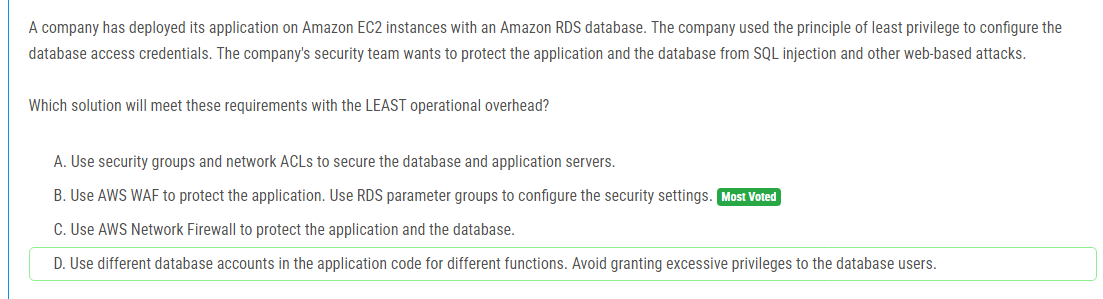 A company has deployed its application on Amazon EC2 instances with an Amazon RDS database. The company used the principle of least privilege to configure the
database access credentials. The company's security team wants to protect the application and the database from SQL injection and other web-based attacks.
Which solution will meet these requirements with the LEAST operational overhead?
A. Use security groups and network ACLs to secure the database and application servers.
B. Use AWS WAF to protect the application. Use RDS parameter groups to configure the security settings. Most Voted
C. Use AWS Network Firewall to protect the application and the database.
D. Use different database accounts in the application code for different functions. Avoid granting excessive privileges to the database users.